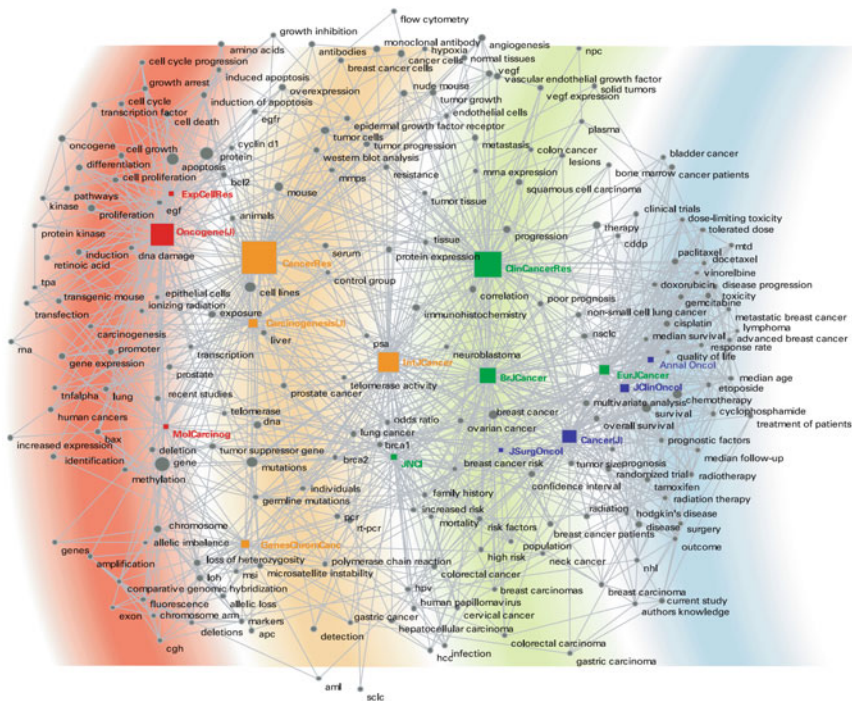 flow cytometry
growth inhibition
amino acids
antibodies
monoclonal antibody
hypoxia
angiogenesis
npc
cell cycle progression
cancer cells
normal tissues
breast cancer cells
vegf
growth arrest
induced apoptosis
nude mouse
vascular endothelial growth factor
solid tumors
overexpression
tumor growth
vegf expression
cell cycle
induction of apoptosis
endothelial cells
transcription factor
cell death
egfr
epidermal growth factor receptor
plasma
oncogene
cyclin d1
tumor cells
tumor progression
metastasis
colon cancer
cell growth
protein
western blot analysis
lesions
bladder cancer
differentiation
apoptosis
mmps
resistance
mrna expression
bone marrow
cancer patients
cell proliferation
bcl2
squamous cell carcinoma
pathways
kinase
ExpCellRes
mouse
tumor tissue
egf
proliferation
animals
clinical trials
dose-limiting toxicity
protein kinase
OncogeneIJI
tissue
progression
therapy
tolerated dose
cddp
paclitaxel
mtd
induction
dna damage
serum
protein expression
docetaxel
retinoic acid
CancerRes
ClinCancerRes
vinorelbine
epithelial cells
cell lines
control group
doxorubicin
disease progression
tpa
transgenic mouse
ionizing radiation
correlation
poor prognosis
toxicity
gemcitabine
transfection
exposure
immunohistochemistry
non-small cell lung cancer
metastatic breast cancer
carcinogenesis
CarcinogenesisIJI
cisplatin
lymphoma
nsclc
median survival
advanced breast cancer
rna
promoter
transcription
liver
psa
neuroblastoma
response rate
gene expression
IntJCancer
quality of life
Annal Oncol
prostate
BrJCancer
EurJCancer
median age
tnfalpha
lung
recent studies
prostate cancer
telomerase activity
JClinOncol
etoposide
multivariate analysis
chemotherapy
human cancers
telomerase
odds ratio
breast cancer
survival
cyclophosphamide
MolCarcinog
dna
ovarian cancer
overall survival
treatment of patients
increased expression
bax
lung cancer
CancerIJI
prognostic factors
deletion
tumor suppressor gene
brca1
brca2
JSurgOncol
median follow-up
identification
gene
mutations
JNCI
breast cancer risk
tumor size
prognosis
methylation
confidence interval
randomized trial
radiotherapy
individuals
family history
tamoxifen
germline mutations
increased risk
radiation
radiation therapy
chromosome
pcr
mortality
risk factors
hodgkin's disease
rt-pcr
breast cancer patients
disease
surgery
genes
allelic imbalance
GenesChromCanc
population
outcome
amplification
loss of heterozygosity
polymerase chain reaction
high risk
neck cancer
loh
msi
microsatellite instability
colorectal cancer
nhl
comparative genomic hybridization
hpv
breast carcinomas
breast carcinoma
fluorescence
allelic loss
human papillomavirus
current study
exon
chromosome arm
markers
gastric cancer
cervical cancer
authors knowledge
deletions
apc
detection
hepatocellular carcinoma
colorectal carcinoma
cgh
hcc
infection
gastric carcinoma
aml
sclc